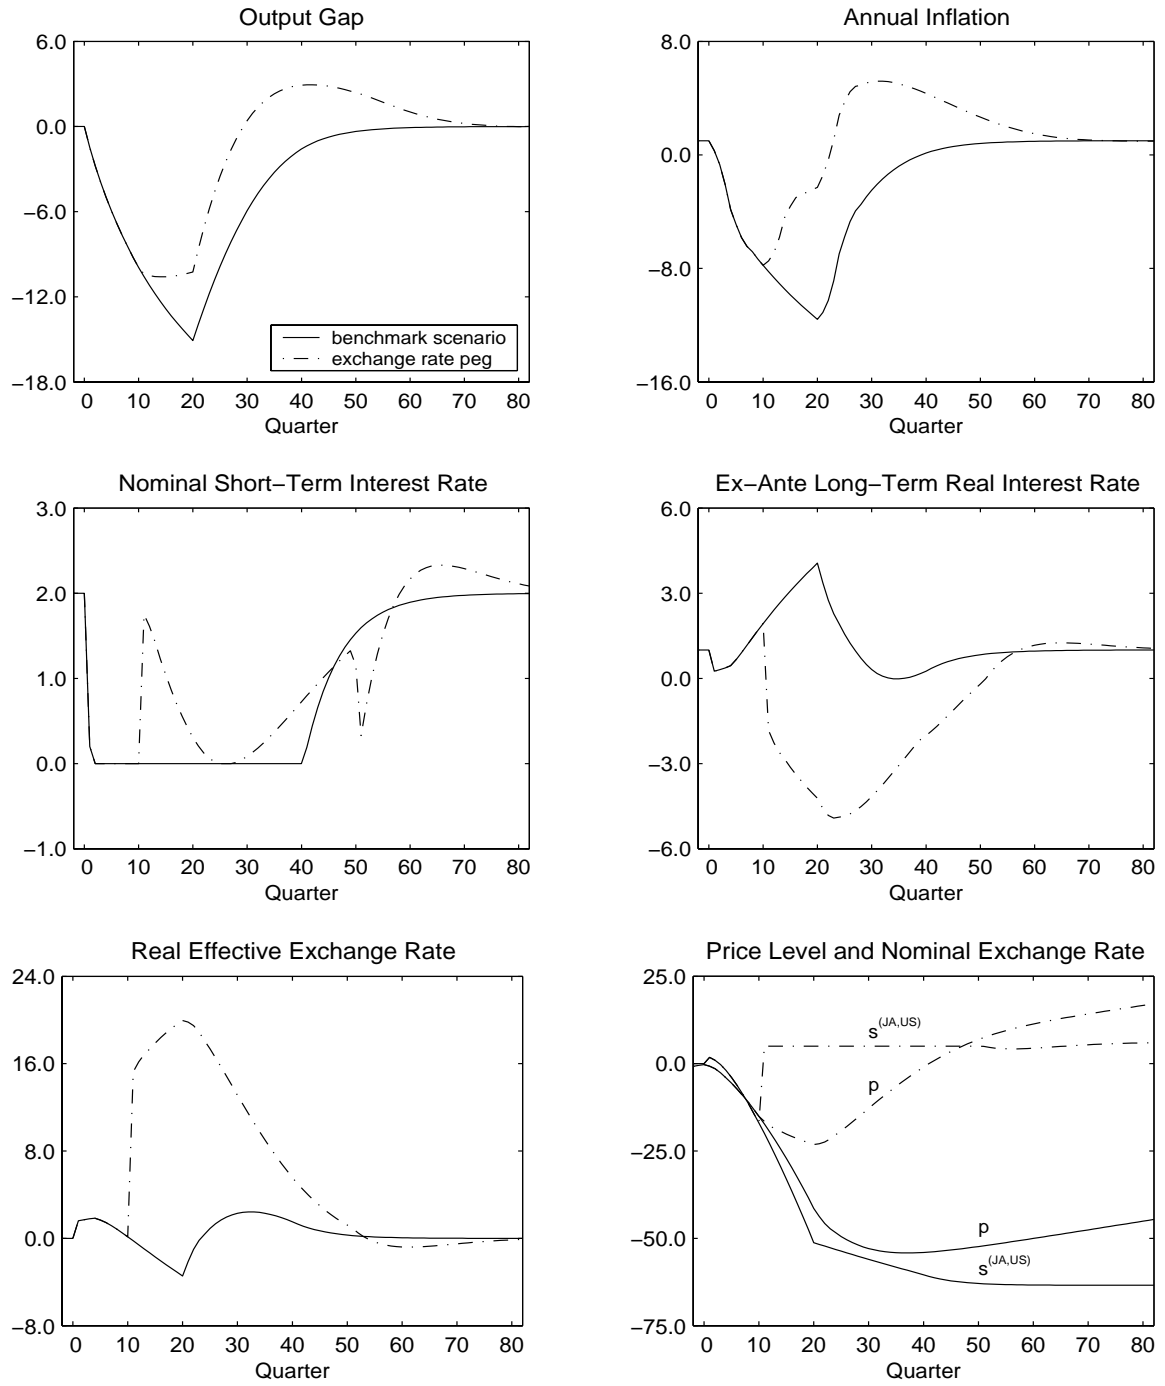 Output Gap
6.0
0.0
−6.0
−12.0
−18.0
benchmark scenario
exchange rate peg
0 10 20 30 40 50 60 70 80
Quarter
Annual Inflation
8.0
0.0
−8.0
−16.0
0 10 20 30 40 50 60 70 80
Quarter
Nominal Short−Term Interest Rate
3.0
2.0
1.0
0.0
−1.0
0 10 20 30 40 50 60 70 80
Quarter
Ex−Ante Long−Term Real Interest Rate
6.0
3.0
0.0
−3.0
−6.0
0 10 20 30 40 50 60 70 80
Quarter
Real Effective Exchange Rate
24.0
16.0
8.0
0.0
−8.0
0 10 20 30 40 50 60 70 80
Quarter
Price Level and Nominal Exchange Rate
25.0
0.0
−25.0
−50.0
−75.0
s(JA,US)
p
p
s(JA,US)
0 10 20 30 40 50 60 70 80
Quarter